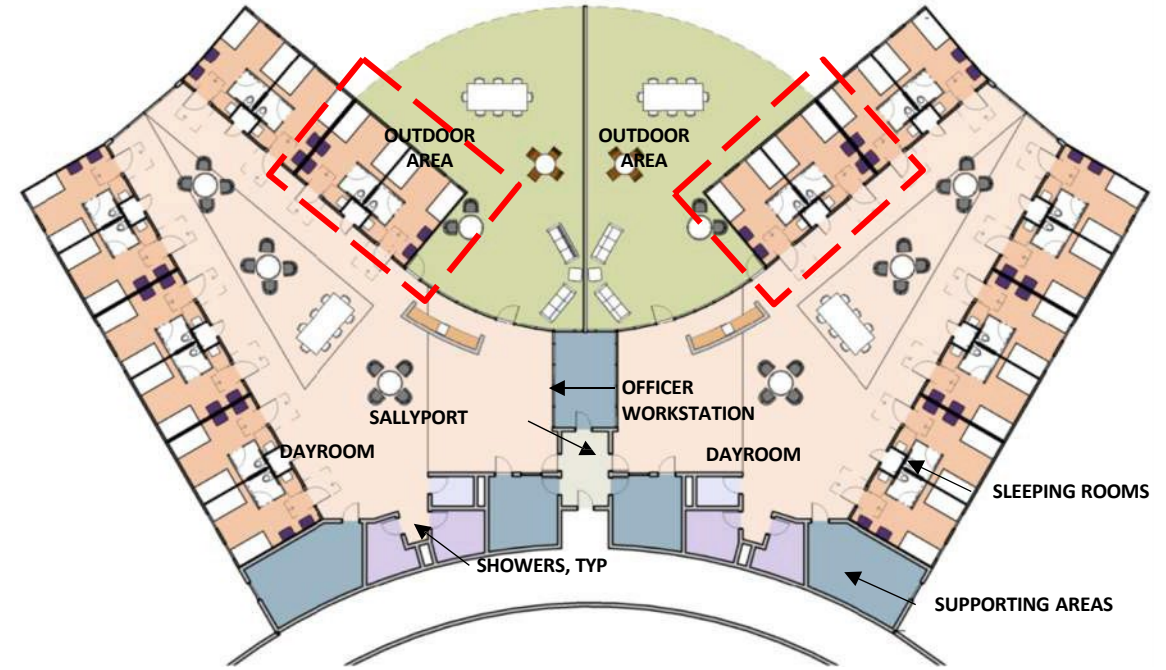 OUTDOOR
AREA
OUTDOOR
AREA
OFFICER
WORKSTATION
SALLYPORT
DAYROOM
DAYROOM
SLEEPING ROOMS
SHOWERS, TYP
SUPPORTING AREAS